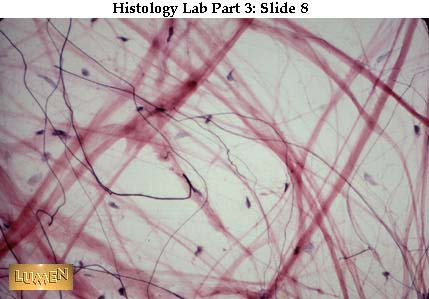 Histology Lab Part 3: Slide 8
LUMEN